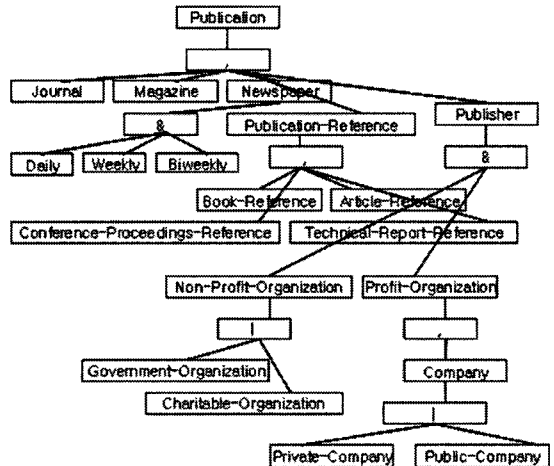 Publication
,
Journal Magazine Newspaper
& Publication-Reference Publisher
Daily Weekly Biweekly , &
Book-Reference Article-Reference
Conference-Proceedings-Reference Technical-Report-Reference
Non-Profit-Organization Profit-Organization
| ,
Government-Organization Company
Charitable-Organization |
Private-Company Public-Company